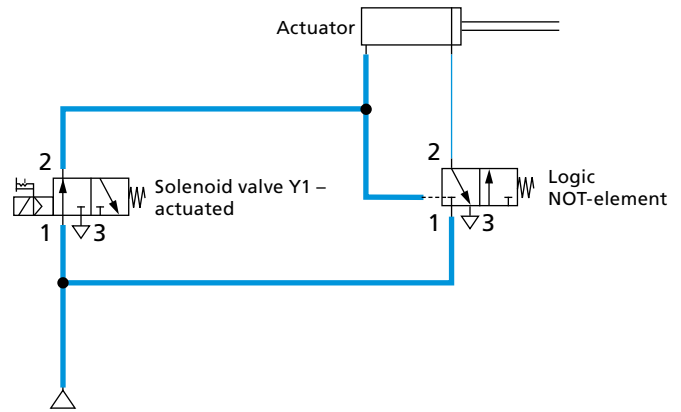 Actuator
2
Solenoid valve Y1 –
actuated
1
3
2
Logic
NOT-element
1
3